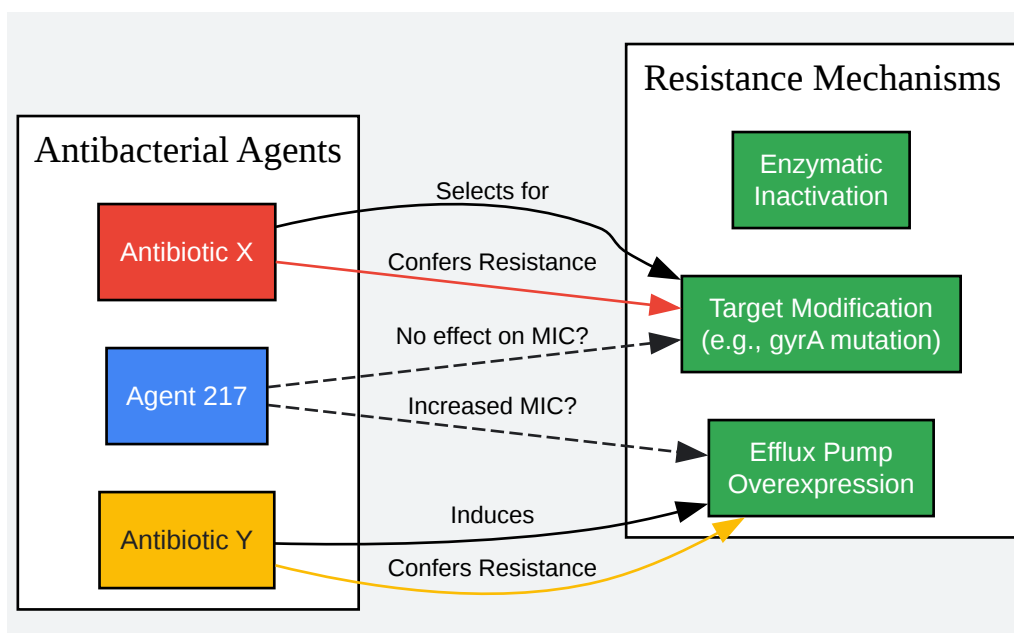 Resistance Mechanisms
Antibacterial Agents
Enzymatic
Inactivation
Selects for
Antibiotic X
Confers Resistance
Target Modification
(e.g., gyrA mutation)
No effect on MIC?
Agent 217
Increased MIC?
Efflux Pump
Overexpression
Induces
Antibiotic Y
Confers Resistance